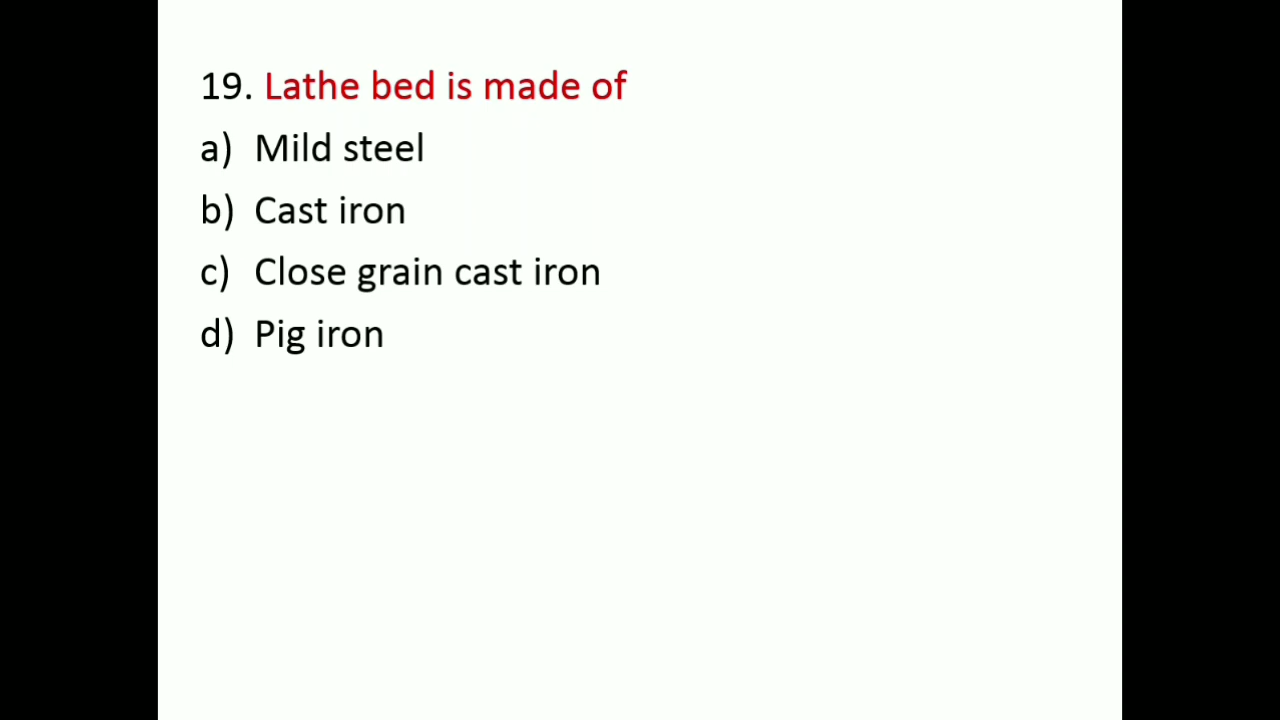 19. Lathe bed is made of
a) Mild steel
b) Cast iron
c) Close grain cast iron
d) Pig iron